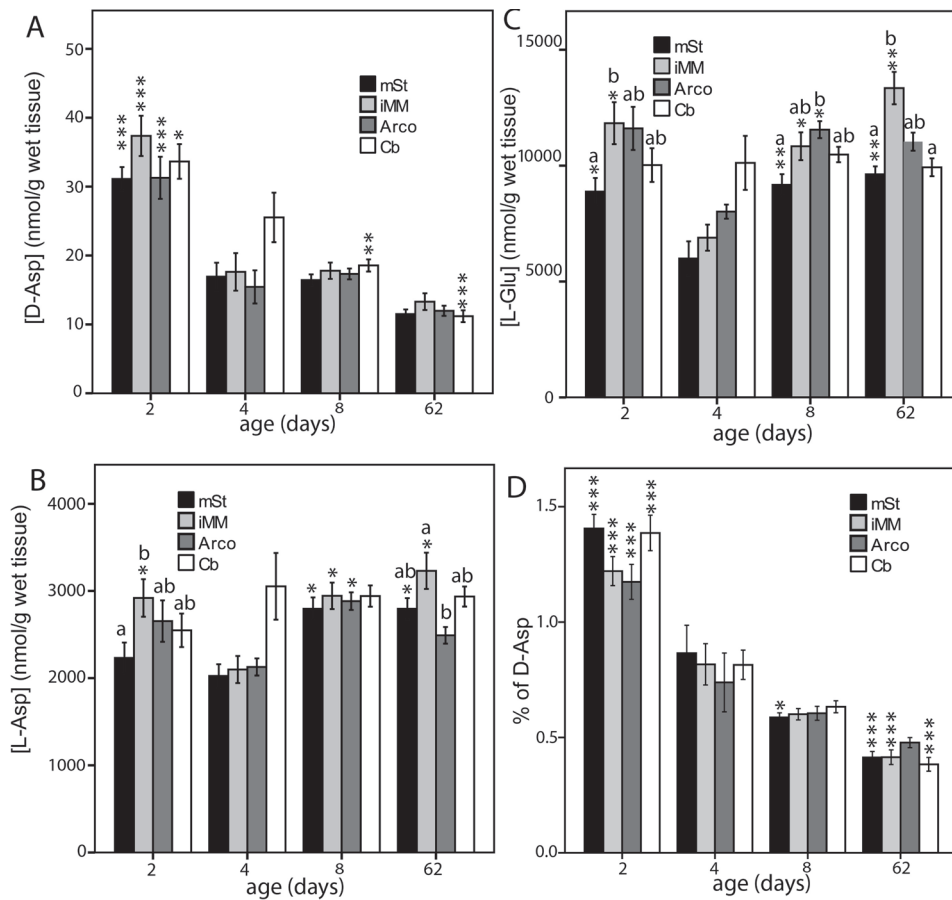 A
[D-Asp] (nmol/g wet tissue)
50
40
30
20
10
0
mSt
iMM
Arco
Cb
***
***
***
*
**
***
2 4 8 62
age (days)
C
[L-Glu] (nmol/g wet tissue)
15000
10000
5000
0
mSt
iMM
Arco
Cb
a
*
b
*
ab
ab
a
**
ab
*
b
*
ab
a
***
b
***
ab
a
2 4 8 62
age (days)
B
[L-Asp] (nmol/g wet tissue)
4000
3000
2000
1000
0
mSt
iMM
Arco
Cb
a
b
*
ab
ab
*
*
*
ab
*
a
*
b
ab
2 4 8 62
age (days)
D
% of D-Asp
1.5
1.0
0.5
0.0
mSt
iMM
Arco
Cb
***
***
***
***
*
***
***
***
2 4 8 62
age (days)